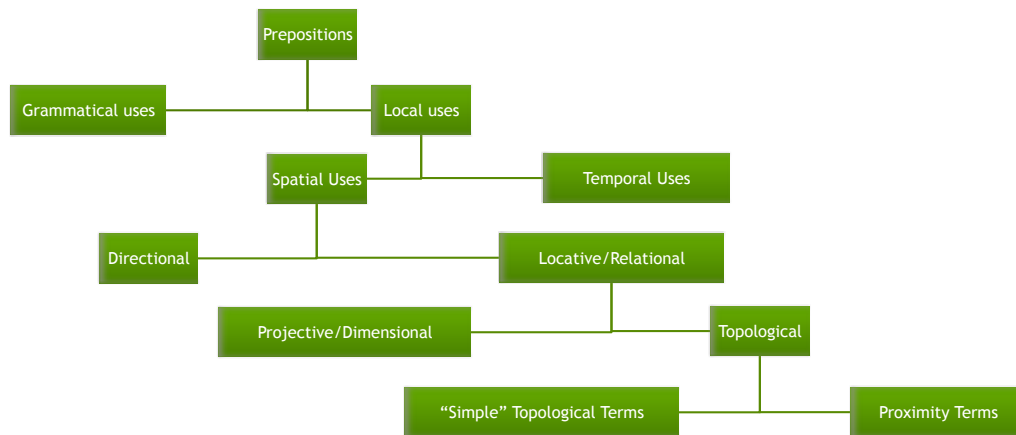 Prepositions
Grammatical uses
Local uses
Spatial Uses
Temporal Uses
Directional
Locative/Relational
Projective/Dimensional
Topological
“Simple” Topological Terms
Proximity Terms